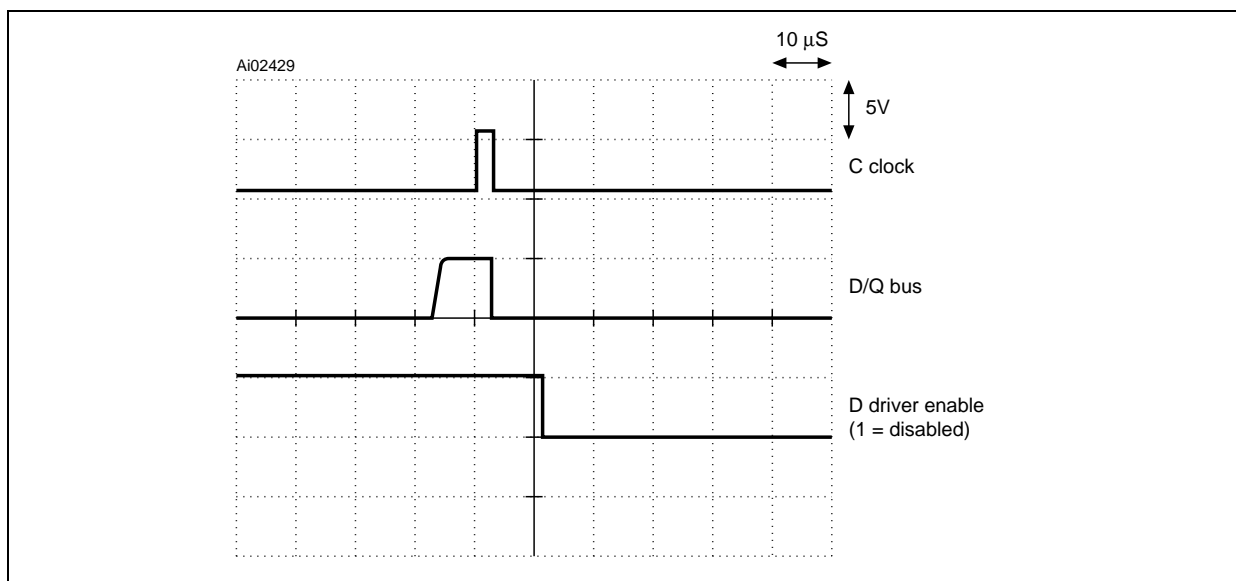 10 μS
Ai02429
5V
C clock
D/Q bus
D driver enable
(1 = disabled)